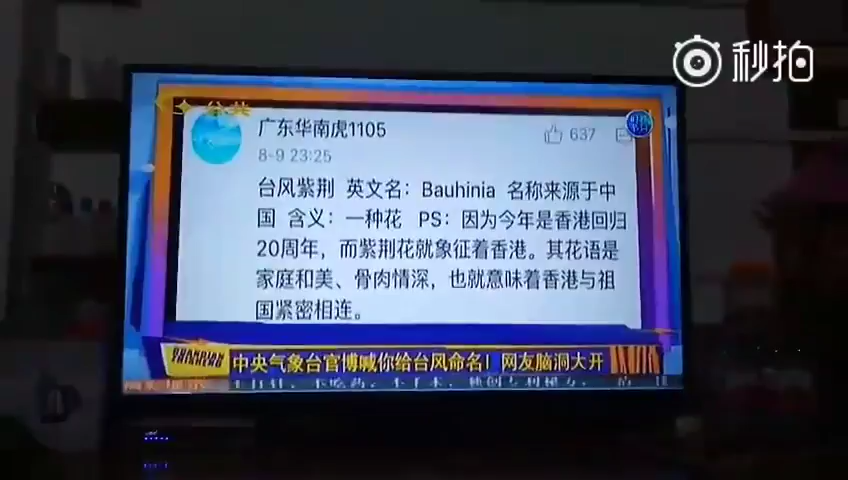 秒拍
公共
广东华南虎1105
637
8-9 23:25
台风紫荆 英文名：Bauhinia 名称来源于中
国 含义：一种花 PS：因为今年是香港回归
20周年，而紫荆花就象征着香港。其花语是
家庭和美、骨肉情深，也就意味着香港与祖
国紧密相连。
中央气象台官博喊你给台风命名！网友脑洞大开